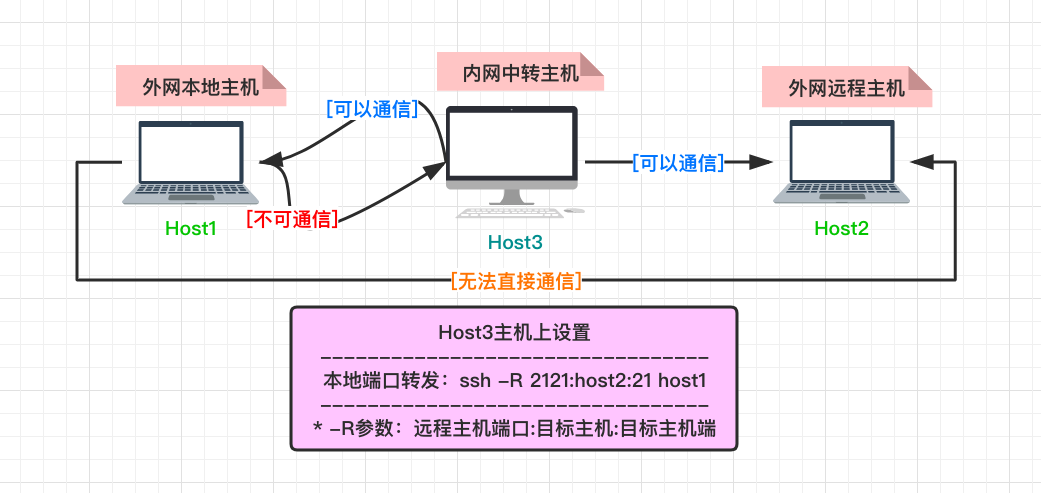 外网本地主机
内网中转主机
外网远程主机
[可以通信]
[可以通信]
[不可通信]
Host1
Host3
Host2
[无法直接通信]
Host3主机上设置
---------------------------------
本地端口转发：ssh -R 2121:host2:21 host1
---------------------------------
* -R参数：远程主机端口:目标主机:目标主机端